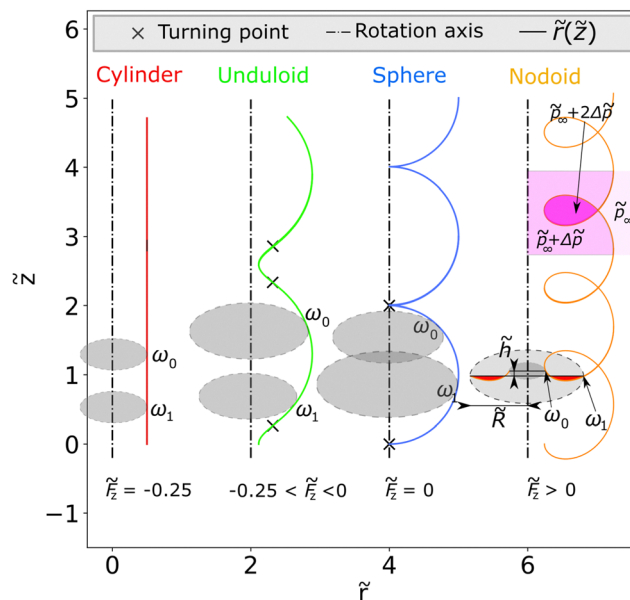 × Turning point --- Rotation axis — r̃(z̃)
Cylinder Unduloid Sphere Nodoid
p̃∞+2Δp̃
p̃∞
p̃∞+Δp̃
ω₀ ω₀ ω₀ h̃
ω₁ ω₁ ω₁ R̃ ω₀ ω₁
F̃z = -0.25 -0.25 < F̃z<0 F̃z = 0 F̃z > 0
z̃
5
4
3
2
1
0
−1
0 2 4 6
r̃